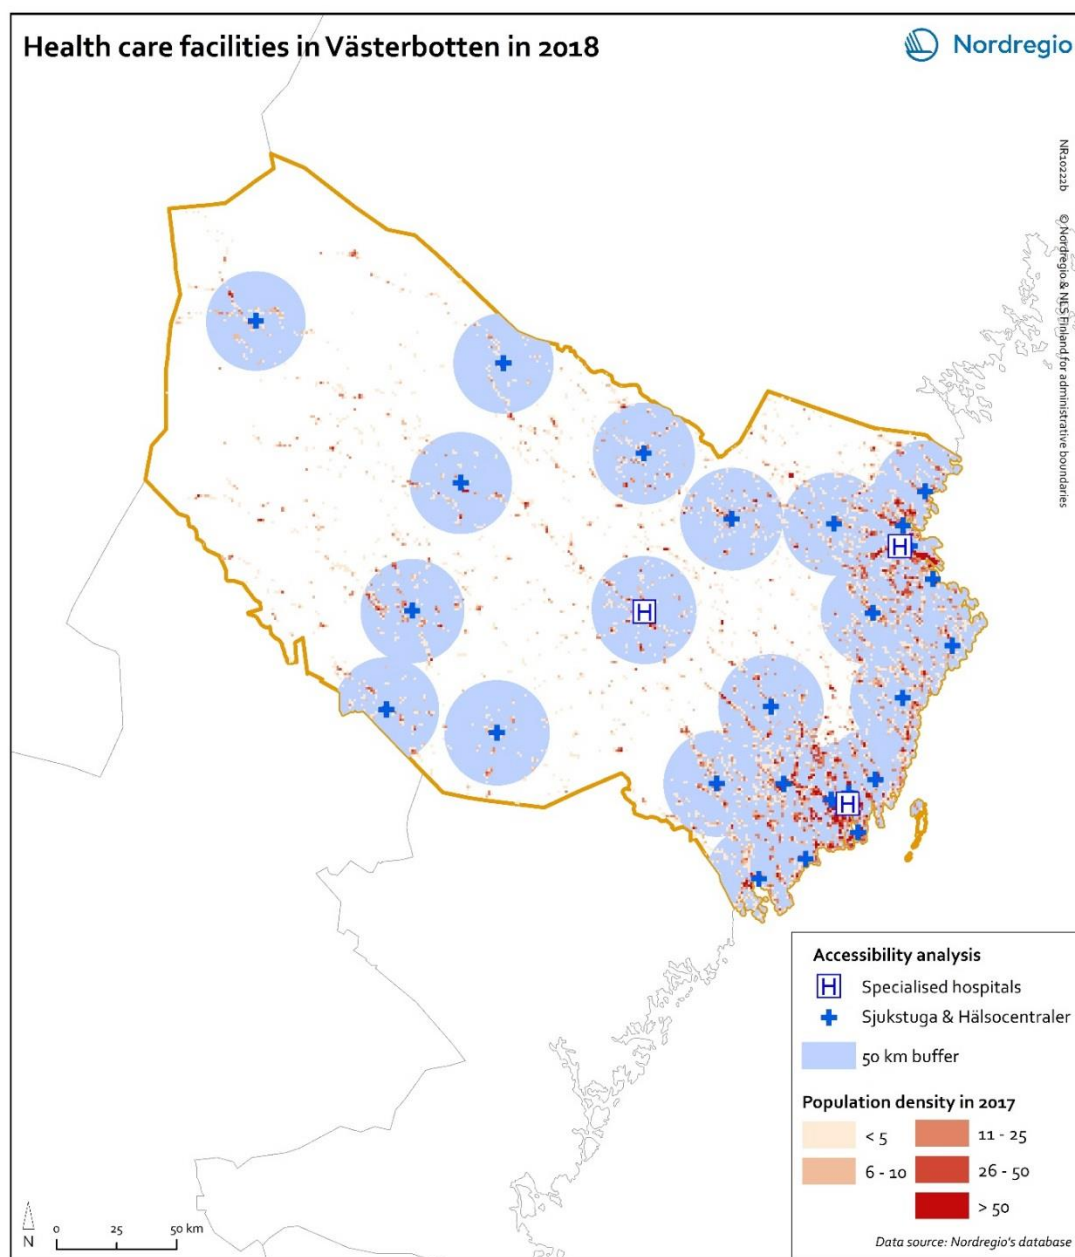 Health care facilities in Västerbotten in 2018
Nordregio
NR10222b © Nordregio & NLS Finland for administrative boundaries
H
H
H
Accessibility analysis
H Specialised hospitals
Sjukstuga & Hälsocentraler
50 km buffer
Population density in 2017
< 5
11 - 25
6 - 10
26 - 50
> 50
N
0 25 50 km
Data source: Nordregio's database